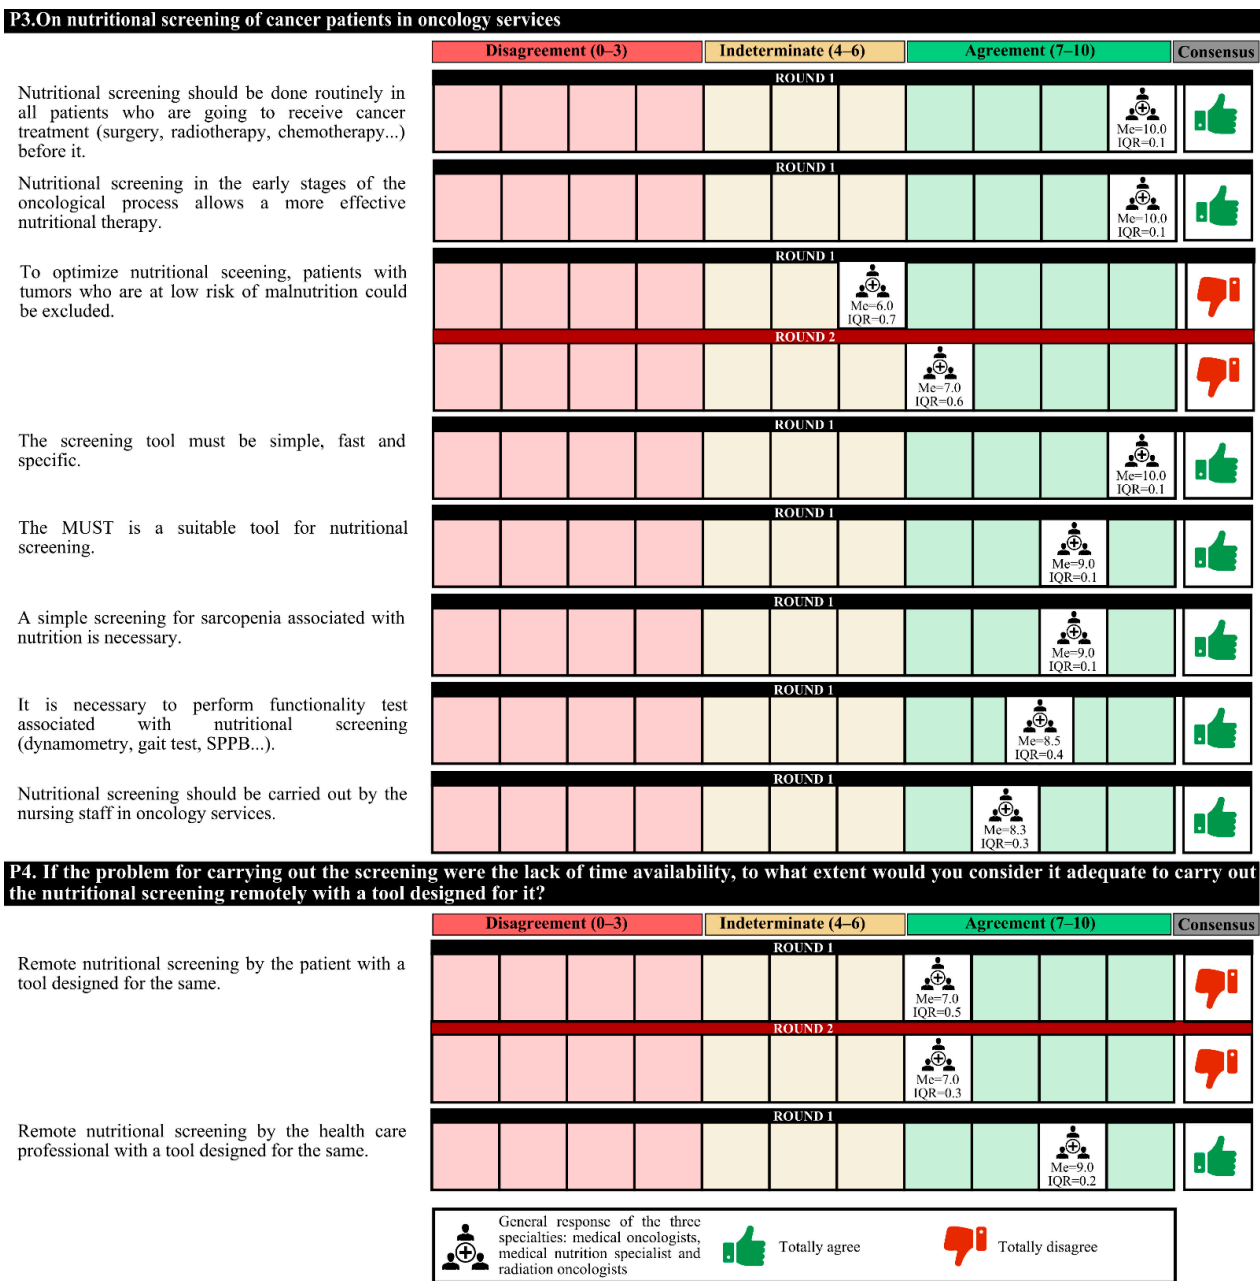 P3.On nutritional screening of cancer patients in oncology services
Disagreement (0–3) Indeterminate (4–6) Agreement (7–10) Consensus
ROUND 1
Nutritional screening should be done routinely in
all patients who are going to receive cancer
treatment (surgery, radiotherapy, chemotherapy...)
before it.
Me=10.0
IQR=0.1
ROUND 1
Nutritional screening in the early stages of the
oncological process allows a more effective
nutritional therapy.
Me=10.0
IQR=0.1
ROUND 1
To optimize nutritional sceening, patients with
tumors who are at low risk of malnutrition could
be excluded.
Me=6.0
IQR=0.7
ROUND 2
Me=7.0
IQR=0.6
ROUND 1
The screening tool must be simple, fast and
specific.
Me=10.0
IQR=0.1
ROUND 1
The MUST is a suitable tool for nutritional
screening.
Me=9.0
IQR=0.1
ROUND 1
A simple screening for sarcopenia associated with
nutrition is necessary.
Me=9.0
IQR=0.1
ROUND 1
It is necessary to perform functionality test
associated with nutritional screening
(dynamometry, gait test, SPPB...).
Me=8.5
IQR=0.4
ROUND 1
Nutritional screening should be carried out by the
nursing staff in oncology services.
Me=8.3
IQR=0.3
P4. If the problem for carrying out the screening were the lack of time availability, to what extent would you consider it adequate to carry out
the nutritional screening remotely with a tool designed for it?
Disagreement (0–3) Indeterminate (4–6) Agreement (7–10) Consensus
ROUND 1
Remote nutritional screening by the patient with a
tool designed for the same.
Me=7.0
IQR=0.5
ROUND 2
Me=7.0
IQR=0.3
ROUND 1
Remote nutritional screening by the health care
professional with a tool designed for the same.
Me=9.0
IQR=0.2
General response of the three
specialties: medical oncologists,
medical nutrition specialist and
radiation oncologists
Totally agree
Totally disagree